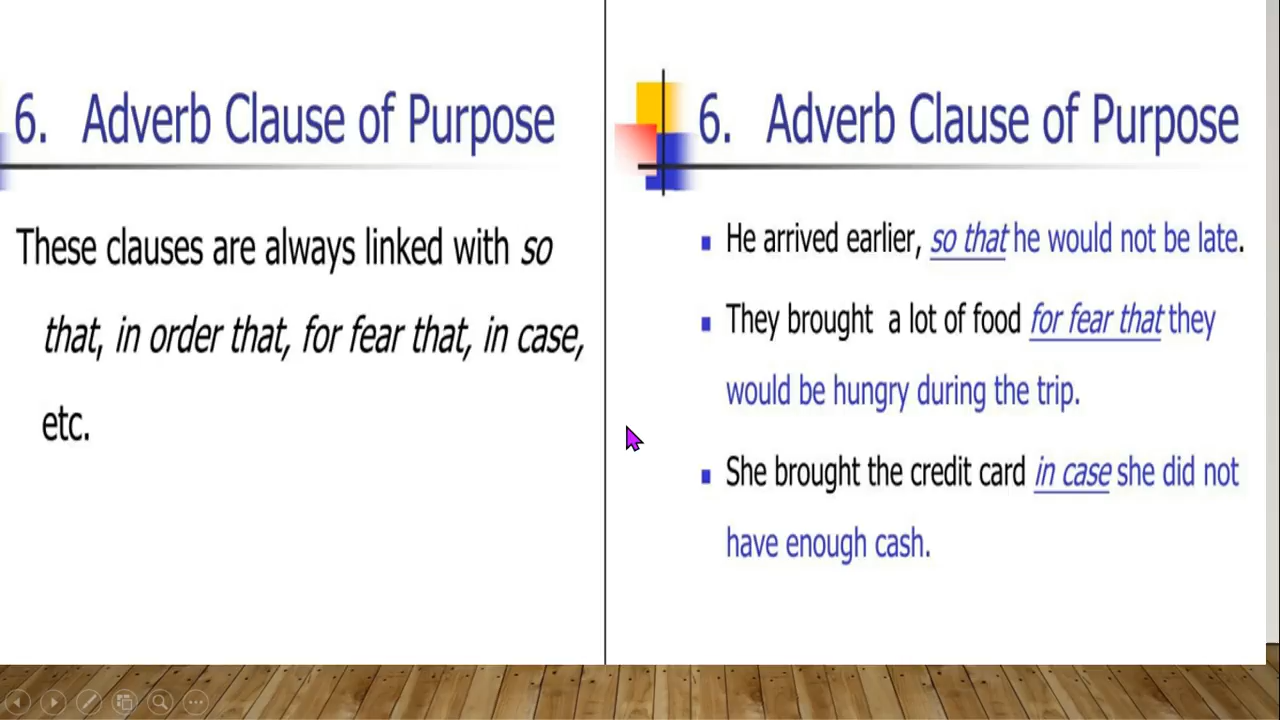 6. Adverb Clause of Purpose
These clauses are always linked with so
that, in order that, for fear that, in case,
etc.
6. Adverb Clause of Purpose
He arrived earlier, so that he would not be late.
They brought a lot of food for fear that they
would be hungry during the trip.
She brought the credit card in case she did not
have enough cash.